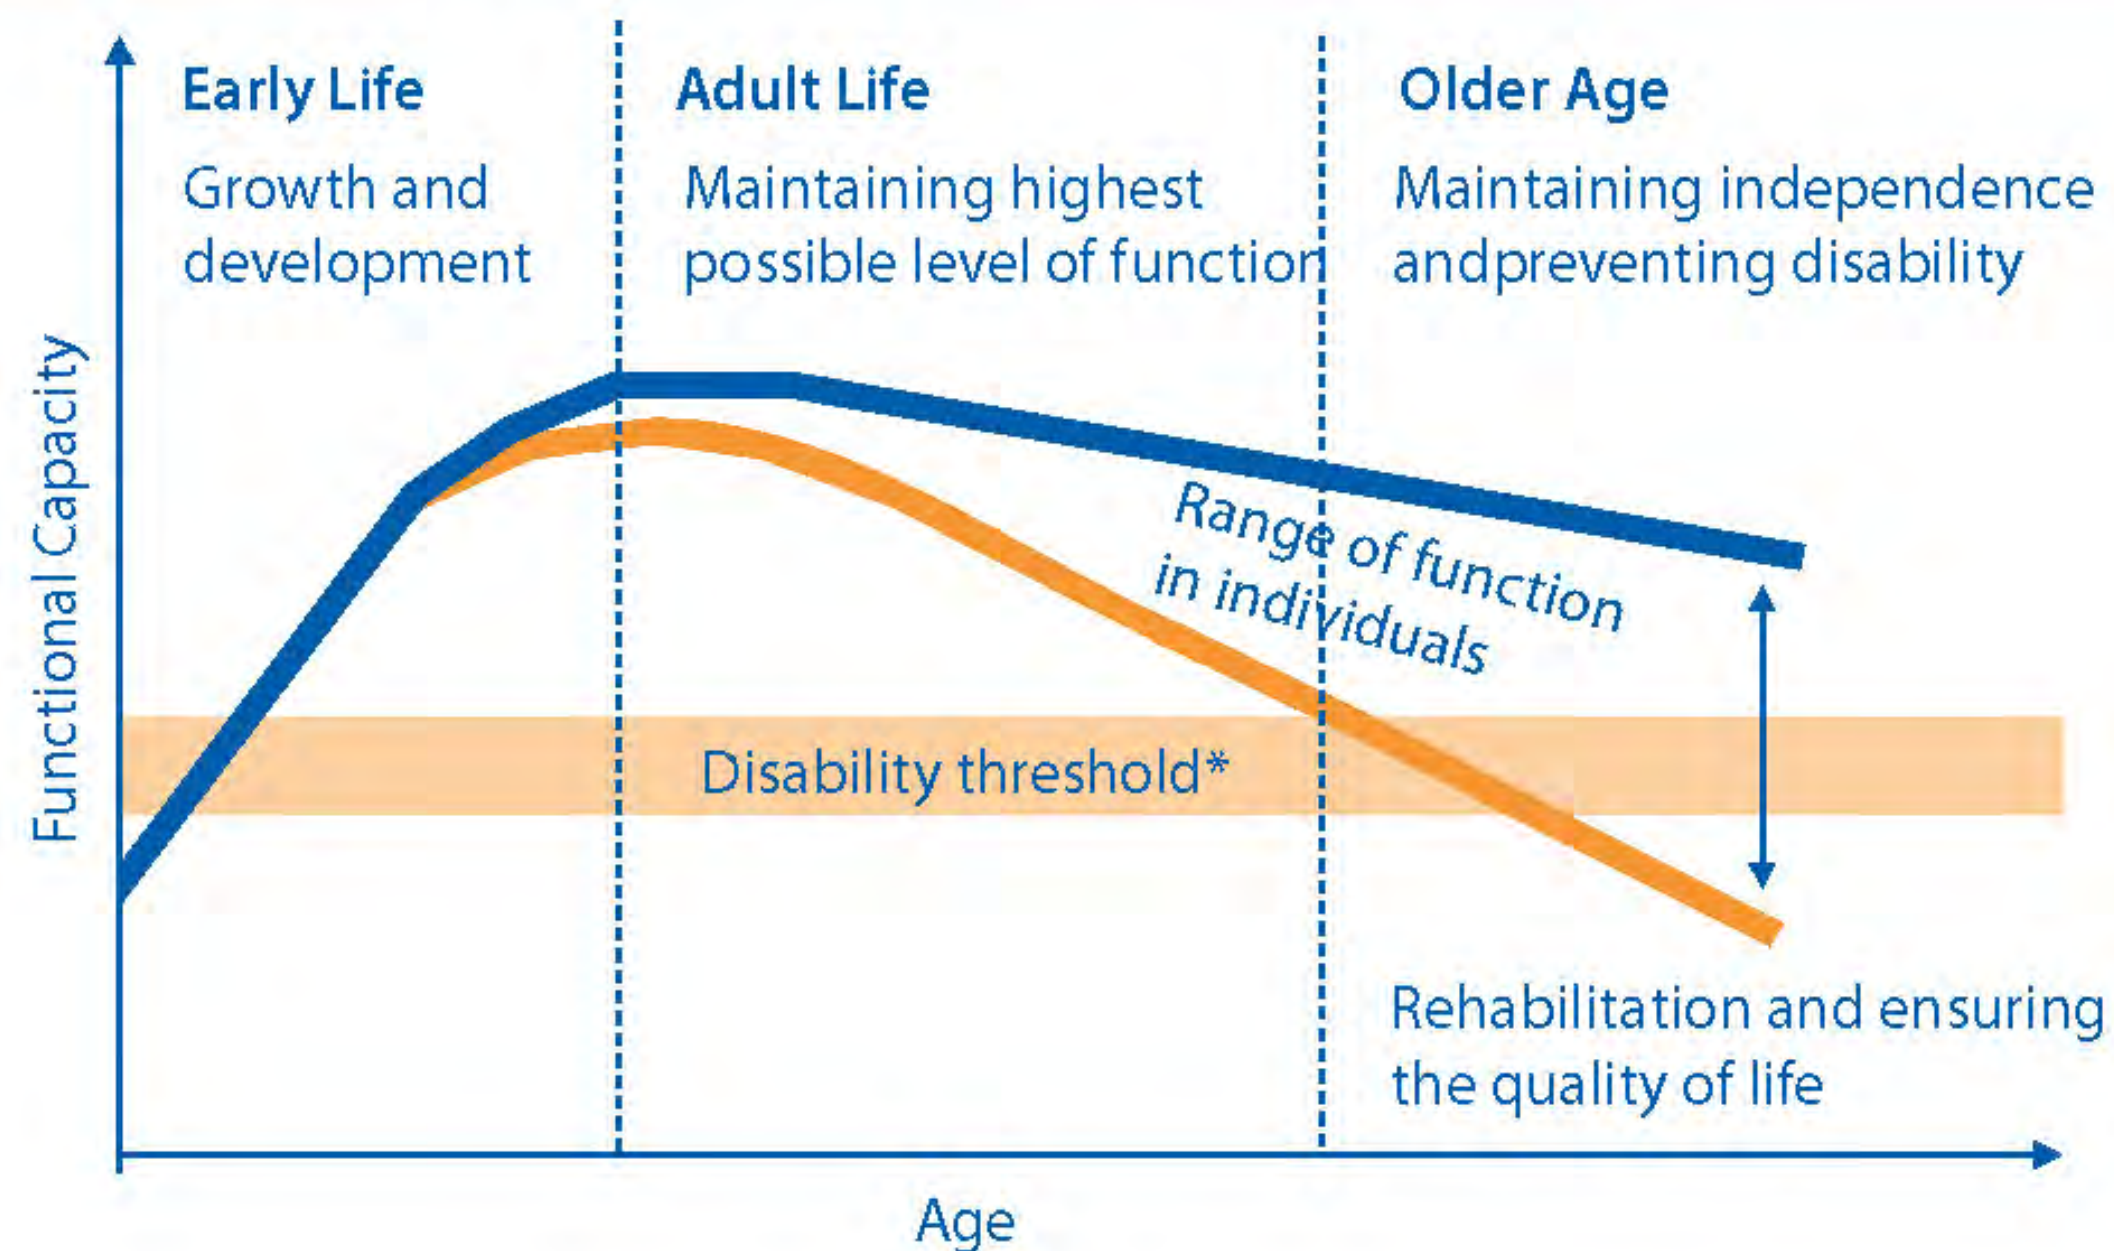 Early Life
Growth and
development
Adult Life
Maintaining highest
possible level of function
Older Age
Maintaining independence
andpreventing disability
Functional Capacity
Range of function
in individuals
Disability threshold*
Rehabilitation and ensuring
the quality of life
Age